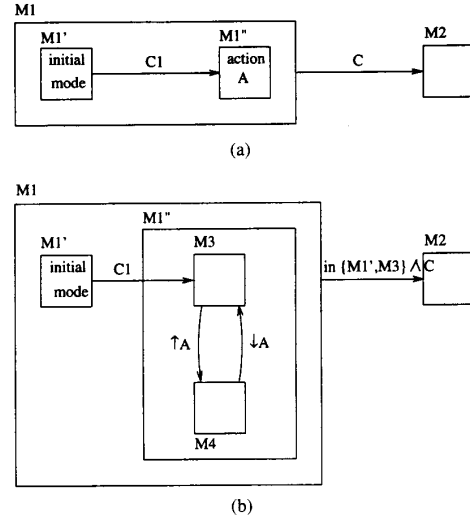 M1
M1' M1" M2
initial mode C1 action A C
(a)
M1
M1"
M1' M3 M2
initial mode C1 in {M1',M3} ∧ C
↑A ↓A
M4
(b)